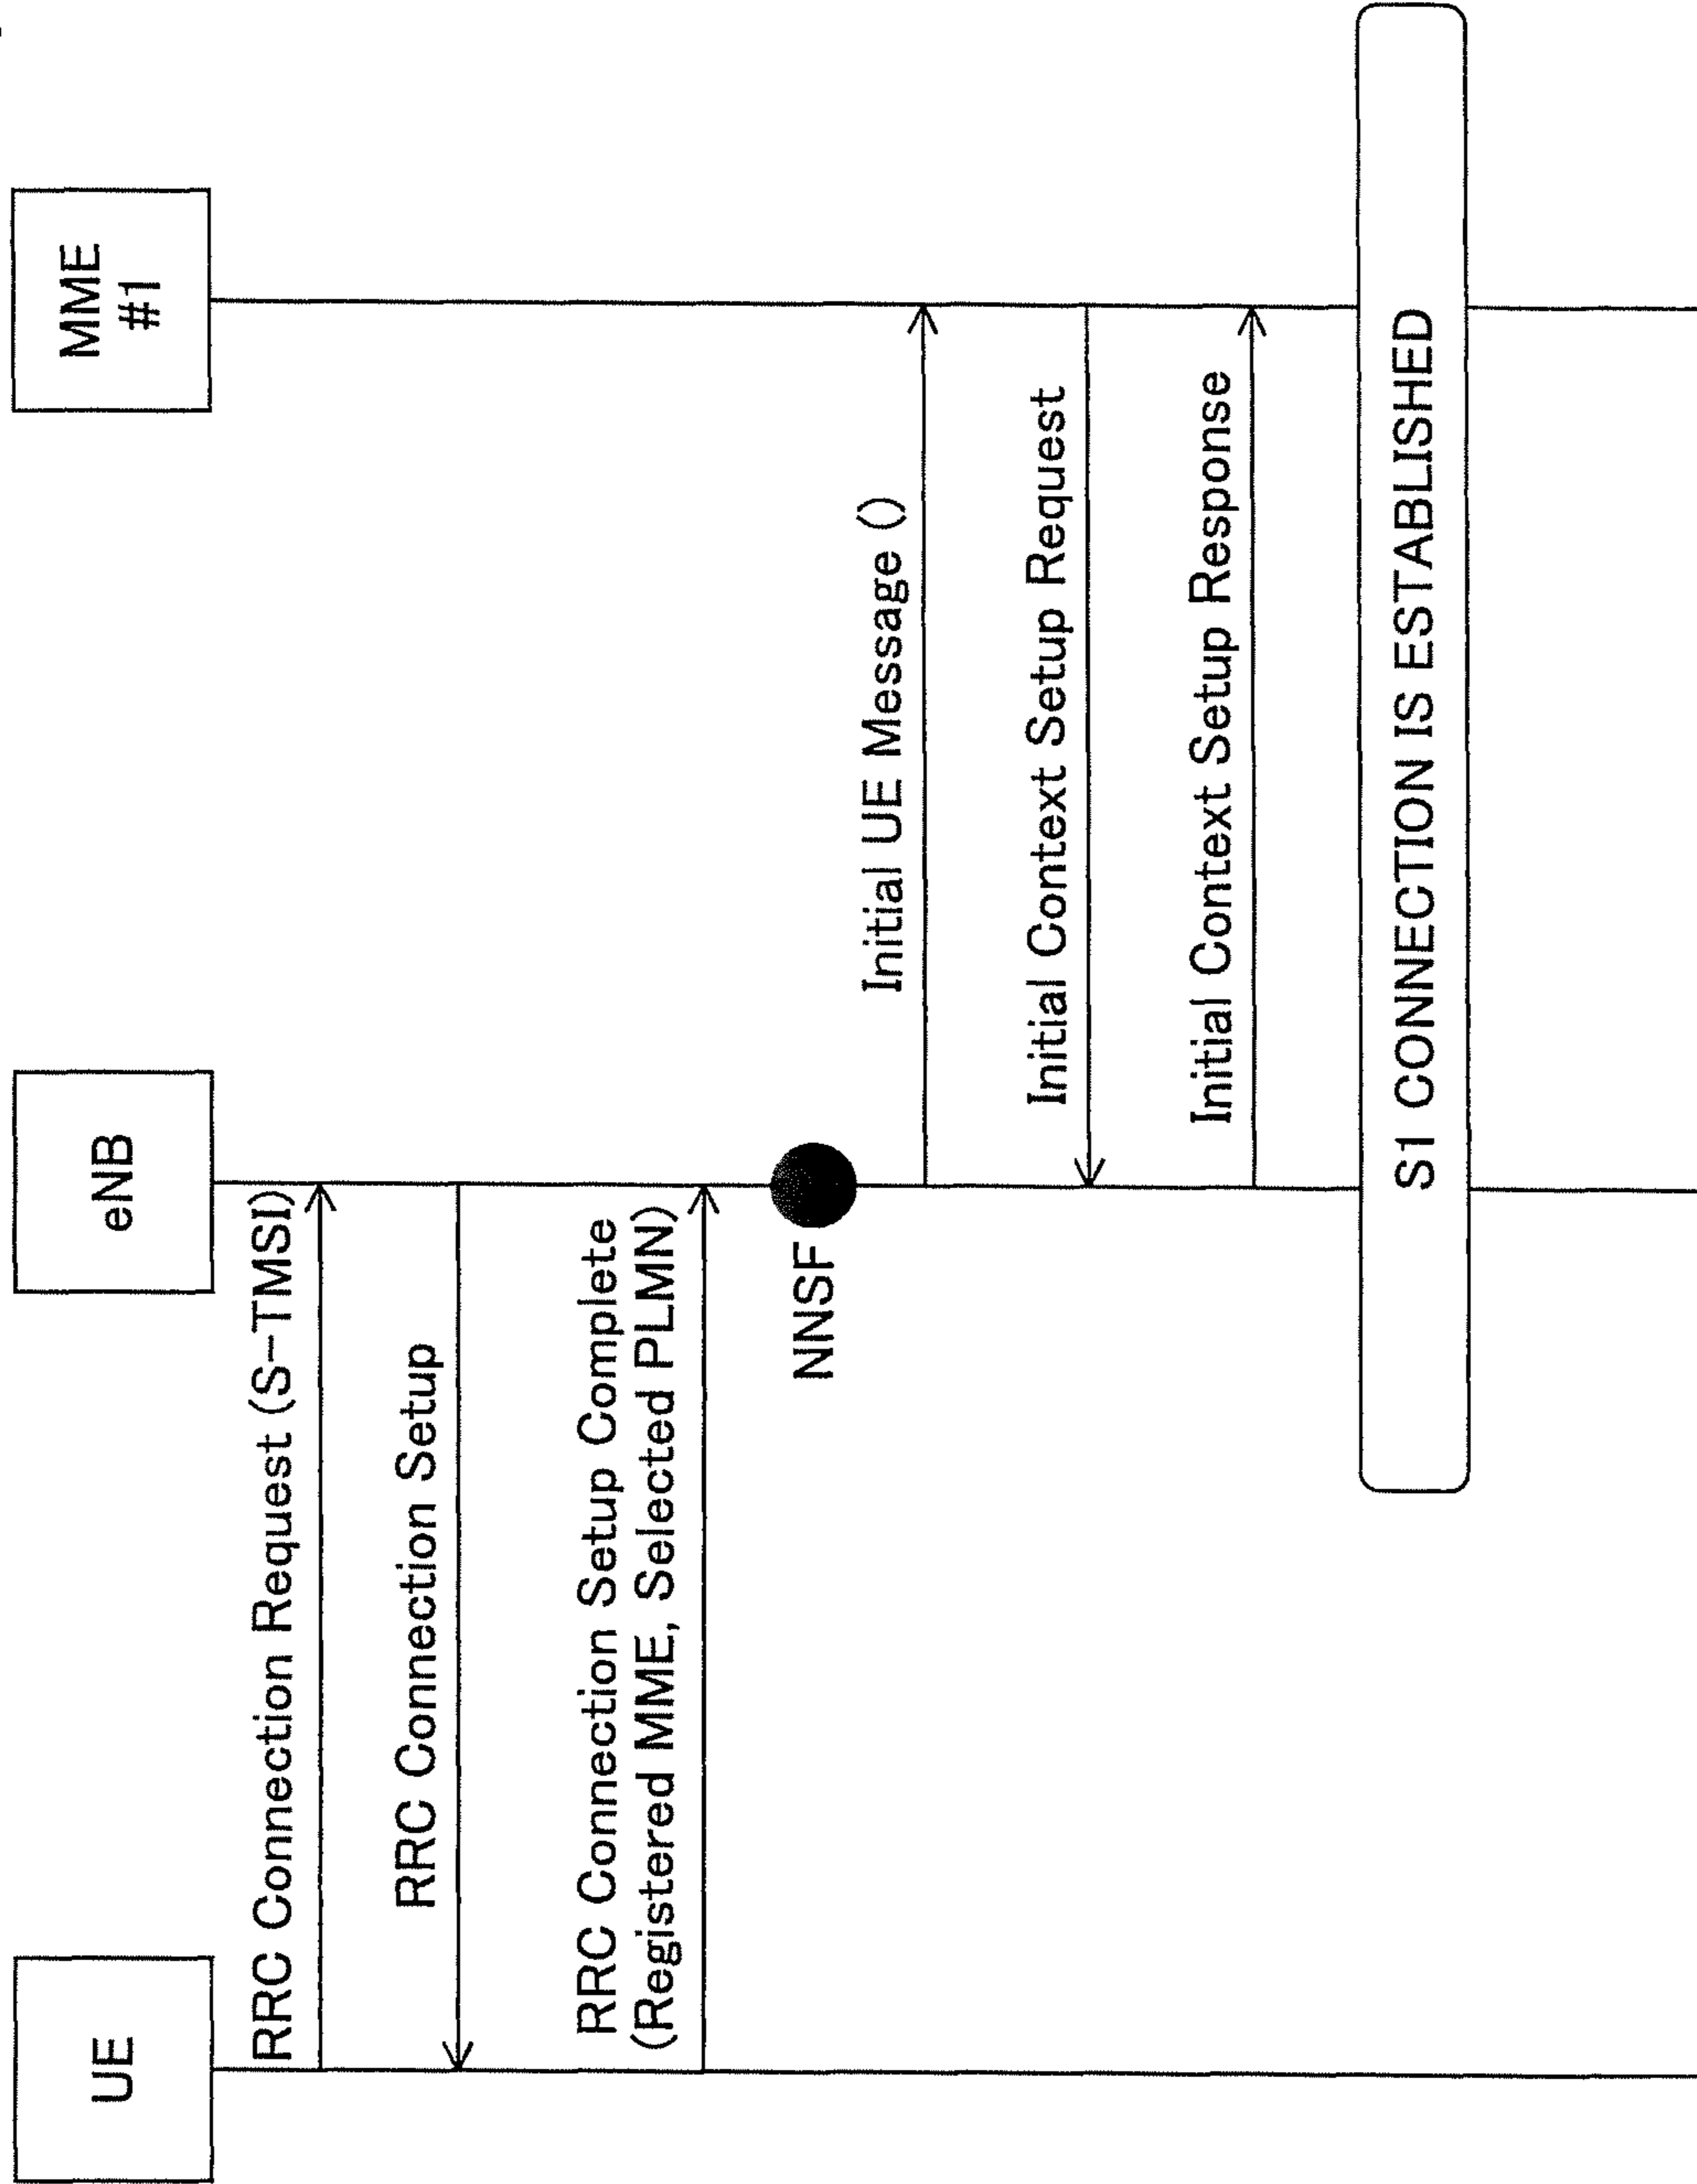 UE
eNB
MME
#1
RRC Connection Request (S-TMSI)
RRC Connection Setup
RRC Connection Setup Complete
(Registered MME, Selected PLMN)
NNSF
Initial UE Message ()
Initial Context Setup Request
Initial Context Setup Response
S1 CONNECTION IS ESTABLISHED